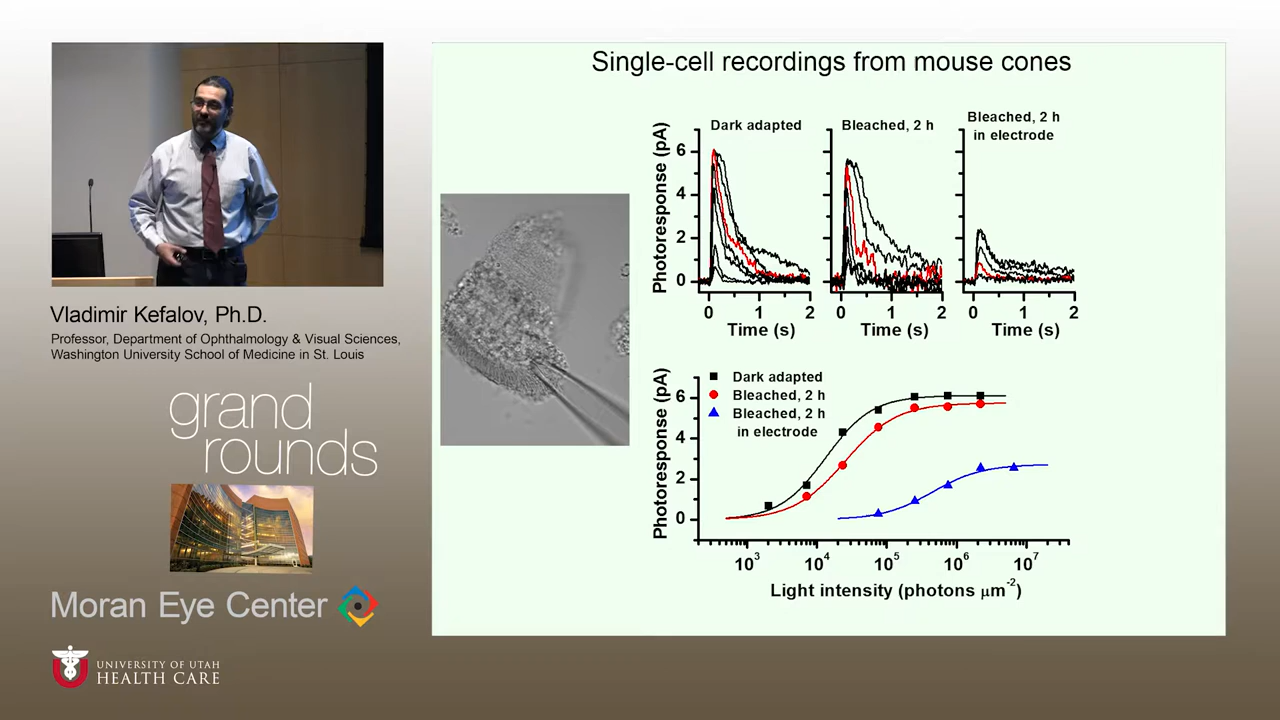 Single-cell recordings from mouse cones
Dark adapted
Bleached, 2 h
Bleached, 2 h
in electrode
Photoresponse (pA)
6
4
2
0
0 1 2
Time (s)
0 1 2
Time (s)
0 1 2
Time (s)
Dark adapted
Bleached, 2 h
Bleached, 2 h
in electrode
Photoresponse (pA)
6
4
2
0
10³ 10⁴ 10⁵ 10⁶ 10⁷
Light intensity (photons μm⁻²)
Vladimir Kefalov, Ph.D.
Professor, Department of Ophthalmology & Visual Sciences,
Washington University School of Medicine in St. Louis
grand
rounds
Moran Eye Center
U
UNIVERSITY OF UTAH
HEALTH CARE